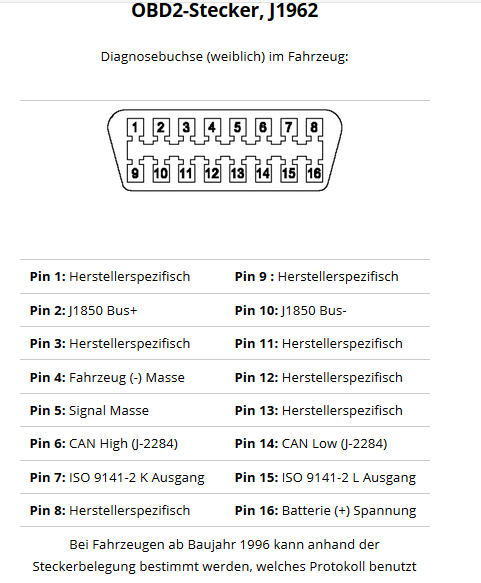 OBD2-Stecker, J1962
Diagnosebuchse (weiblich) im Fahrzeug:
1 2 3 4 5 6 7 8
9 10 11 12 13 14 15 16
Pin 1: Herstellerspezifisch Pin 9 : Herstellerspezifisch
Pin 2: J1850 Bus+ Pin 10: J1850 Bus-
Pin 3: Herstellerspezifisch Pin 11: Herstellerspezifisch
Pin 4: Fahrzeug (-) Masse Pin 12: Herstellerspezifisch
Pin 5: Signal Masse Pin 13: Herstellerspezifisch
Pin 6: CAN High (J-2284) Pin 14: CAN Low (J-2284)
Pin 7: ISO 9141-2 K Ausgang Pin 15: ISO 9141-2 L Ausgang
Pin 8: Herstellerspezifisch Pin 16: Batterie (+) Spannung
Bei Fahrzeugen ab Baujahr 1996 kann anhand der
Steckerbelegung bestimmt werden, welches Protokoll benutzt